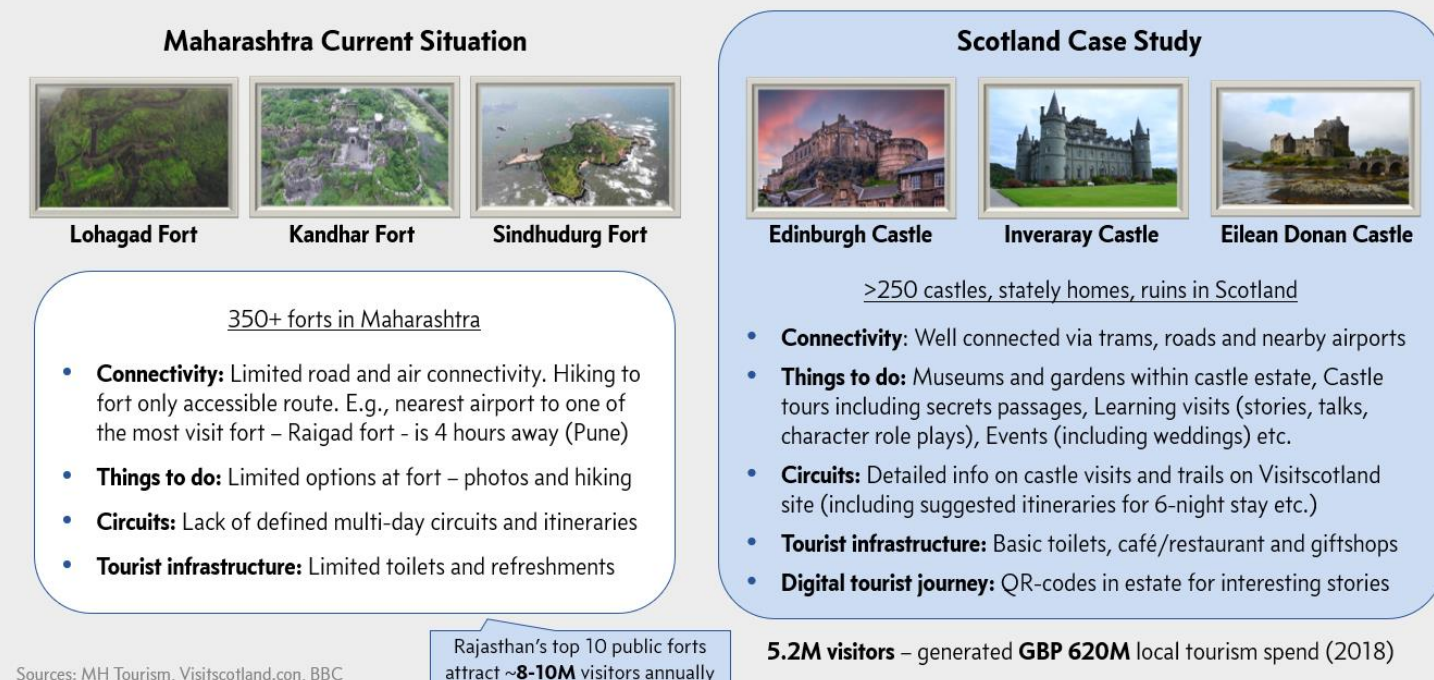 Maharashtra Current Situation
Lohagad Fort
Kandhar Fort
Sindhudurg Fort
350+ forts in Maharashtra
• Connectivity: Limited road and air connectivity. Hiking to
fort only accessible route. E.g., nearest airport to one of
the most visit fort – Raigad fort - is 4 hours away (Pune)
• Things to do: Limited options at fort – photos and hiking
• Circuits: Lack of defined multi-day circuits and itineraries
• Tourist infrastructure: Limited toilets and refreshments
Rajasthan's top 10 public forts
attract ~8-10M visitors annually
Sources: MH Tourism, Visitscotland.con, BBC
Scotland Case Study
Edinburgh Castle
Inveraray Castle
Eilean Donan Castle
>250 castles, stately homes, ruins in Scotland
• Connectivity: Well connected via trams, roads and nearby airports
• Things to do: Museums and gardens within castle estate, Castle
tours including secrets passages, Learning visits (stories, talks,
character role plays), Events (including weddings) etc.
• Circuits: Detailed info on castle visits and trails on Visitscotland
site (including suggested itineraries for 6-night stay etc.)
• Tourist infrastructure: Basic toilets, café/restaurant and giftshops
• Digital tourist journey: QR-codes in estate for interesting stories
5.2M visitors – generated GBP 620M local tourism spend (2018)